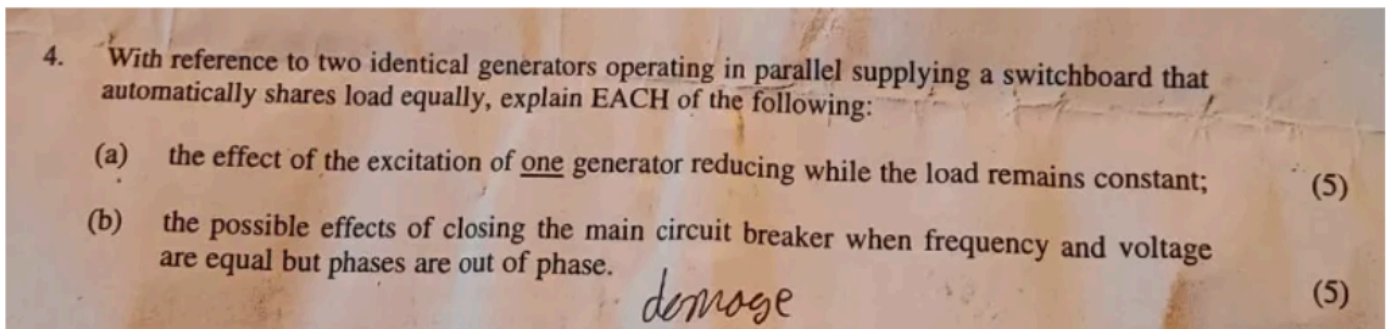 4. With reference to two identical generators operating in parallel supplying a switchboard that
automatically shares load equally, explain EACH of the following:
(a) the effect of the excitation of one generator reducing while the load remains constant; (5)
(b) the possible effects of closing the main circuit breaker when frequency and voltage
are equal but phases are out of phase. (5)
damage